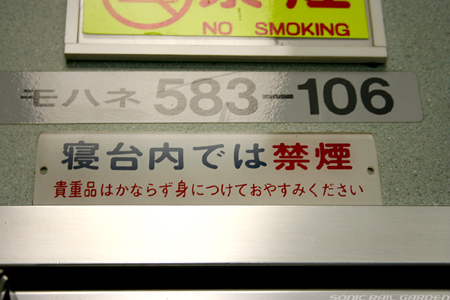 禁煙
NO SMOKING
モハネ 583-106
寝台内では禁煙
貴重品はかならず身につけておやすみください
SONIC RAIL GARDEN